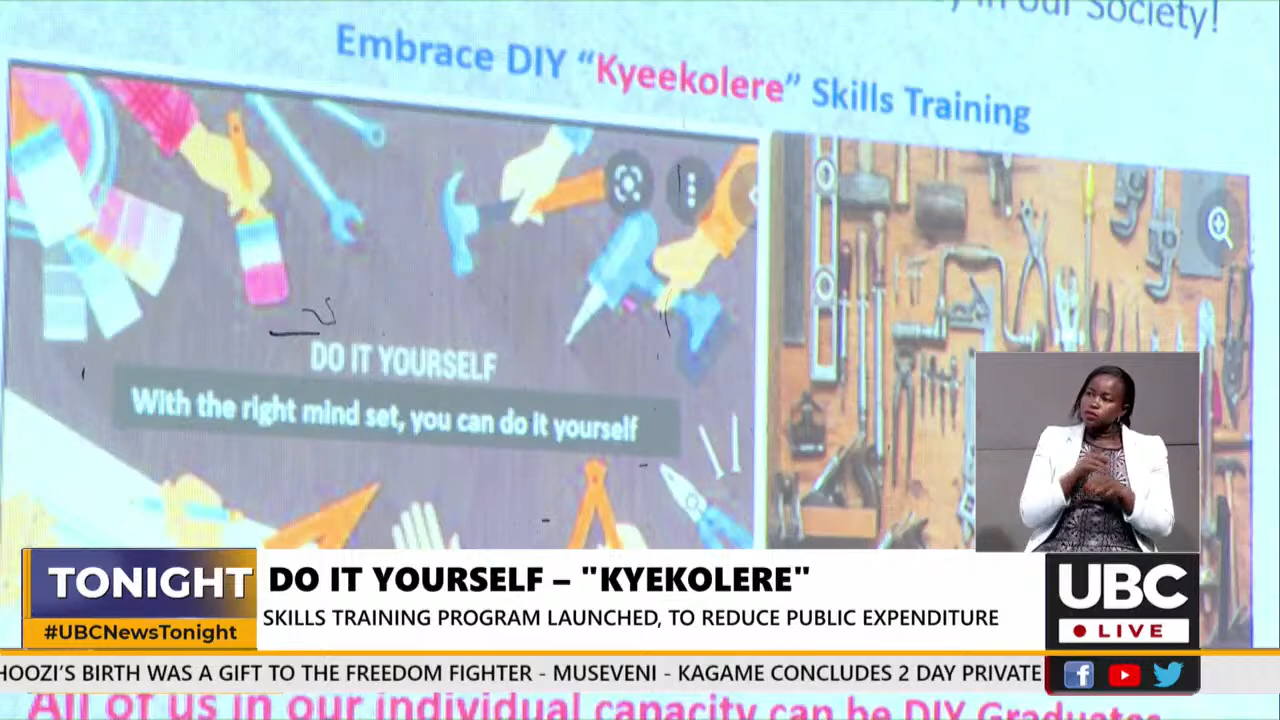 in our Society!
Embrace DIY “Kyeekolere” Skills Training
DO IT YOURSELF
With the right mind set, you can do it yourself
TONIGHT
#UBCNewsTonight
DO IT YOURSELF – "KYEKOLERE"
SKILLS TRAINING PROGRAM LAUNCHED, TO REDUCE PUBLIC EXPENDITURE
UBC
LIVE
HOOZI’S BIRTH WAS A GIFT TO THE FREEDOM FIGHTER - MUSEVENI - KAGAME CONCLUDES 2 DAY PRIVATE
All of us in our individual capacity can be DIY Graduates